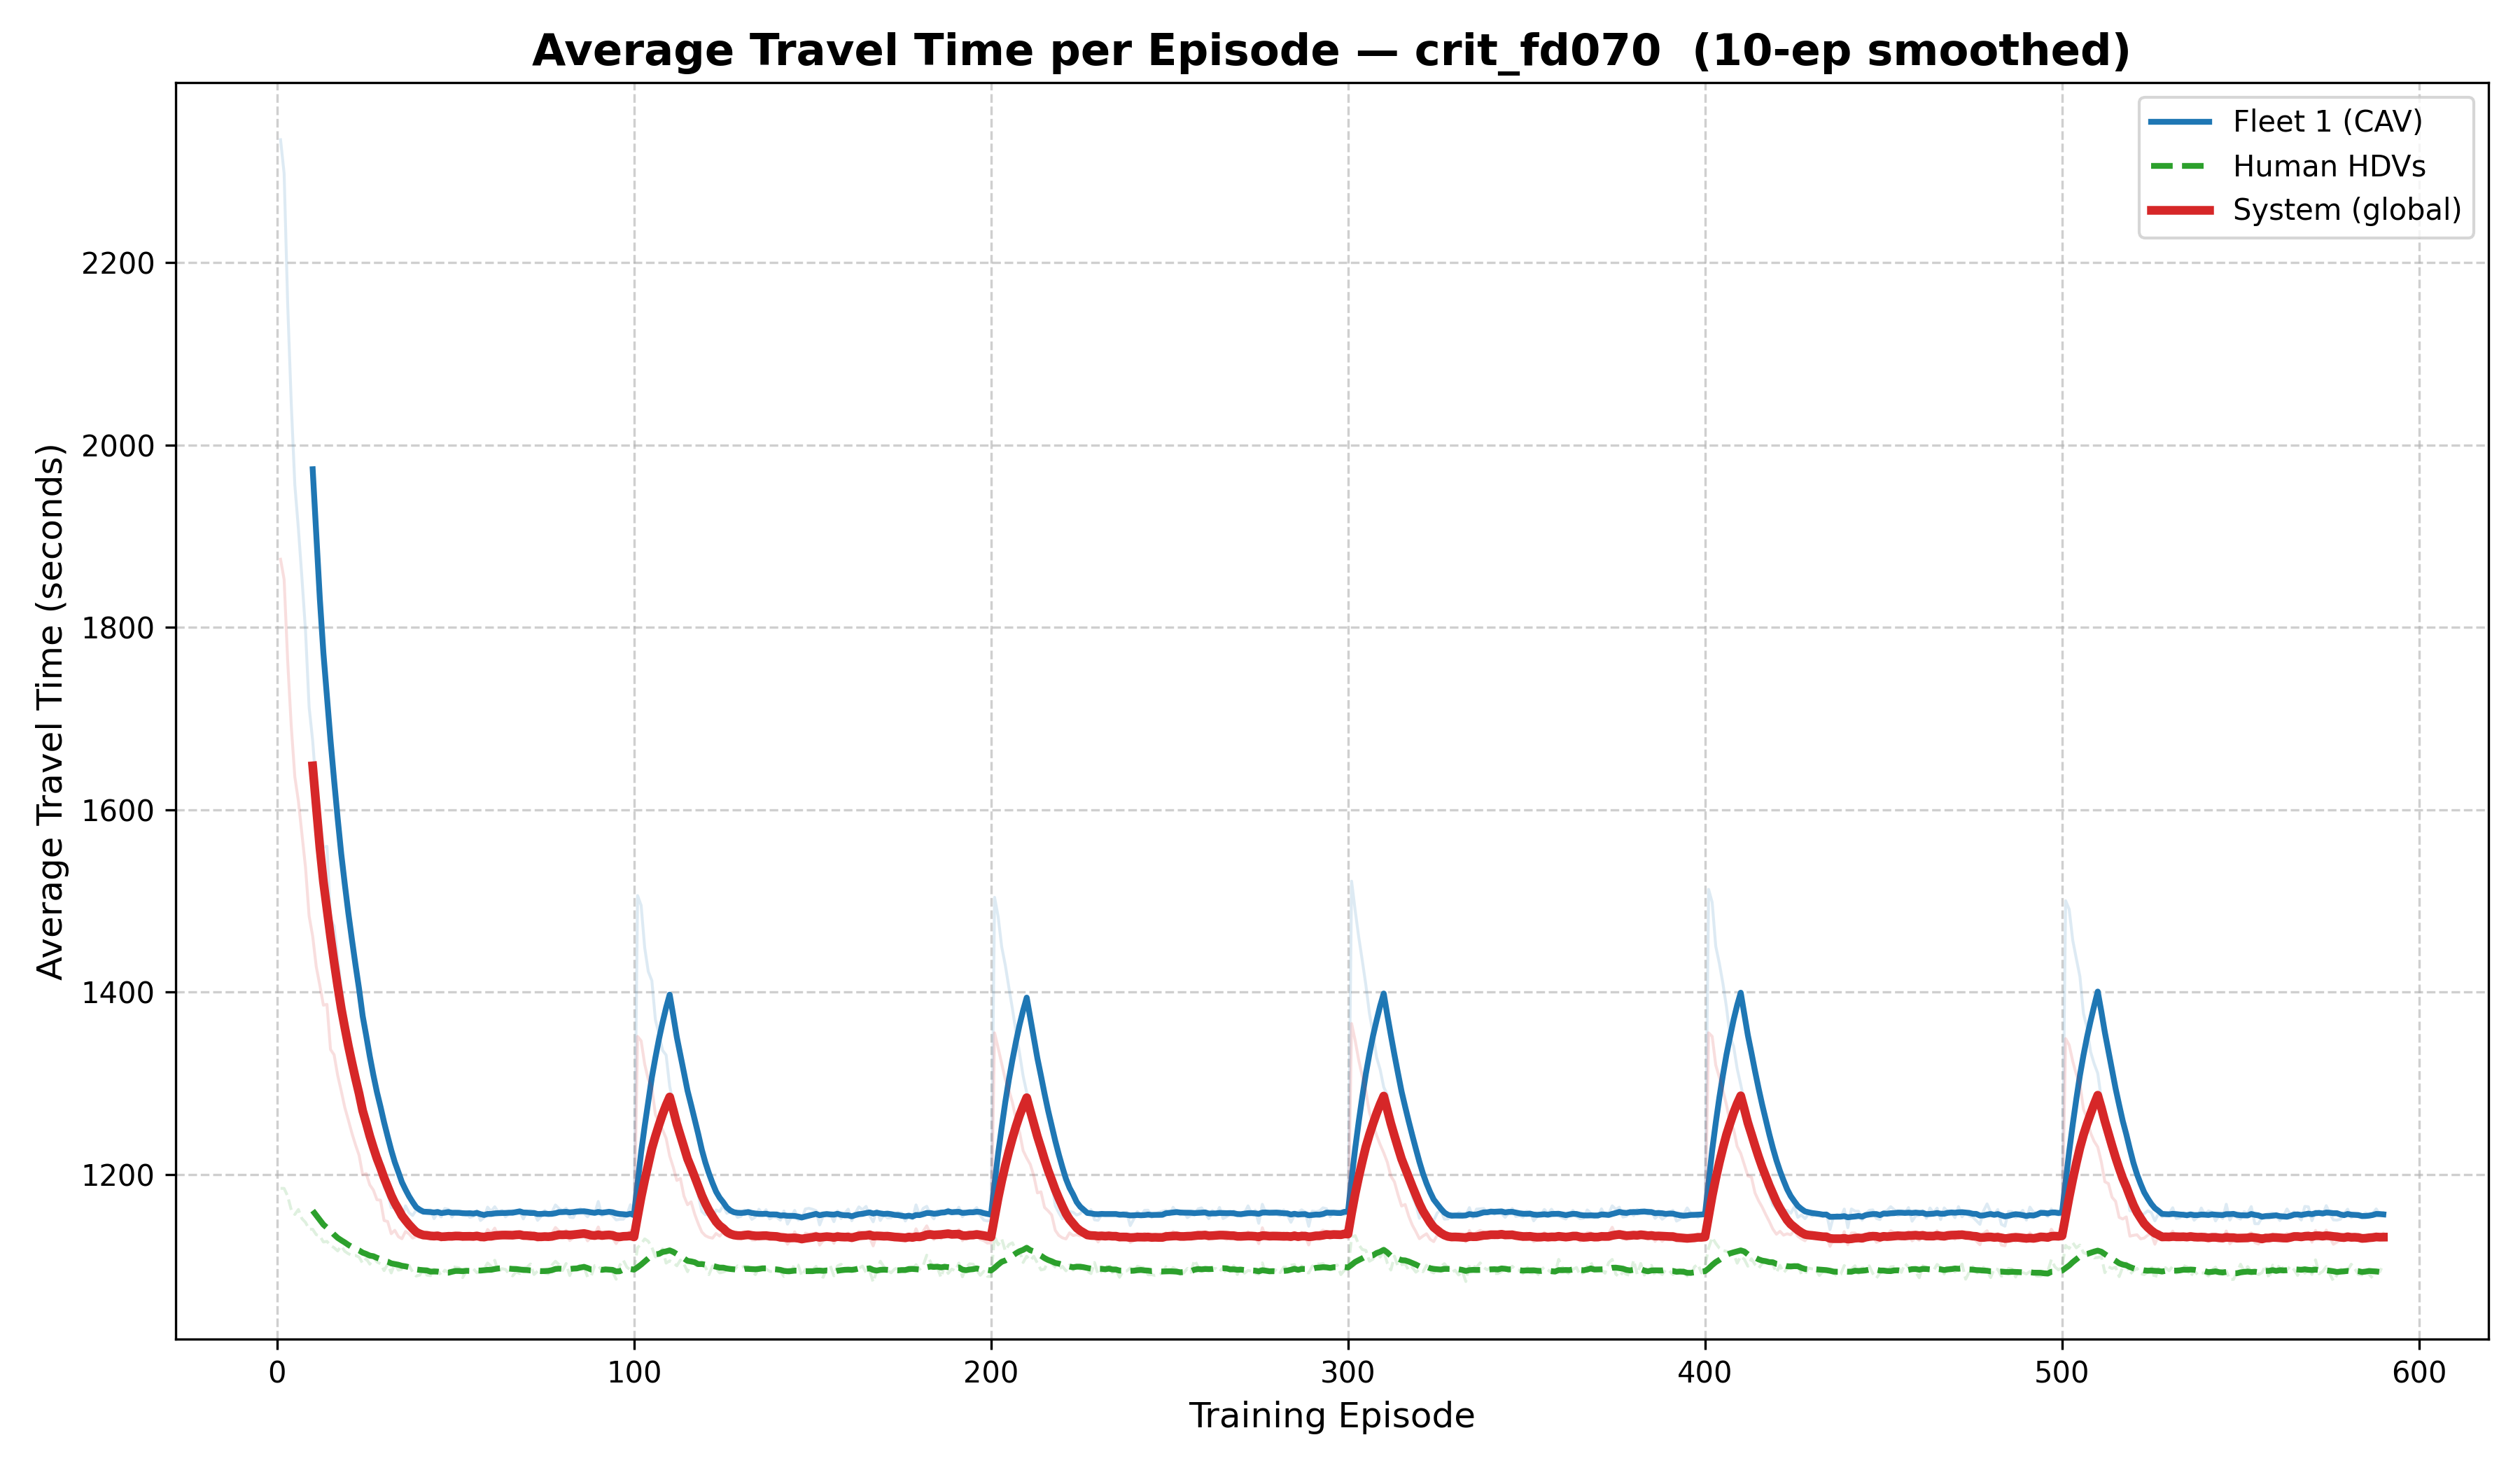 Average Travel Time per Episode — crit_fd070 (10-ep smoothed)
Fleet 1 (CAV)
Human HDVs
System (global)
Average Travel Time (seconds)
2200
2000
1800
1600
1400
1200
0 100 200 300 400 500 600
Training Episode